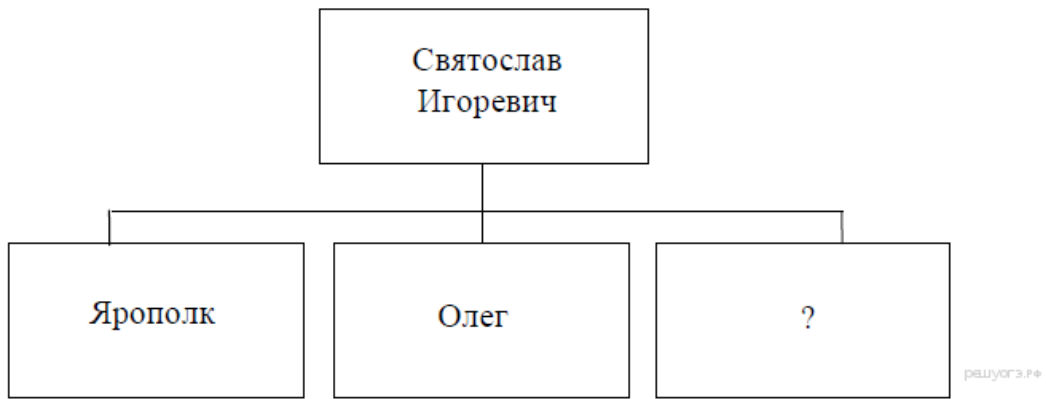 Святослав
Игоревич
Ярополк
Олег
?
решуогэ.рф